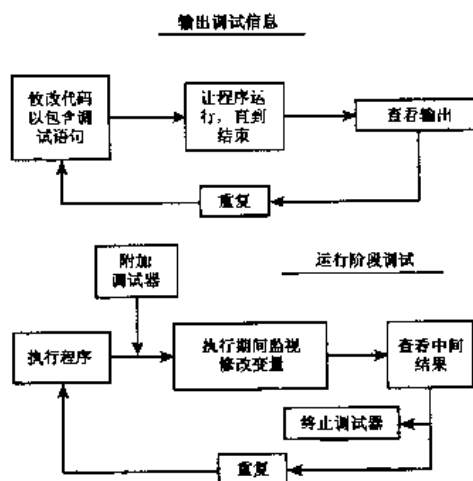 输出调试信息
修改代码
以包含调
试语句
让程序运
行，直到
结束
查看输出
重复
附加
调试器
运行阶段调试
执行程序
执行期间监视
修改变量
查看中间
结果
终止调试器
重复